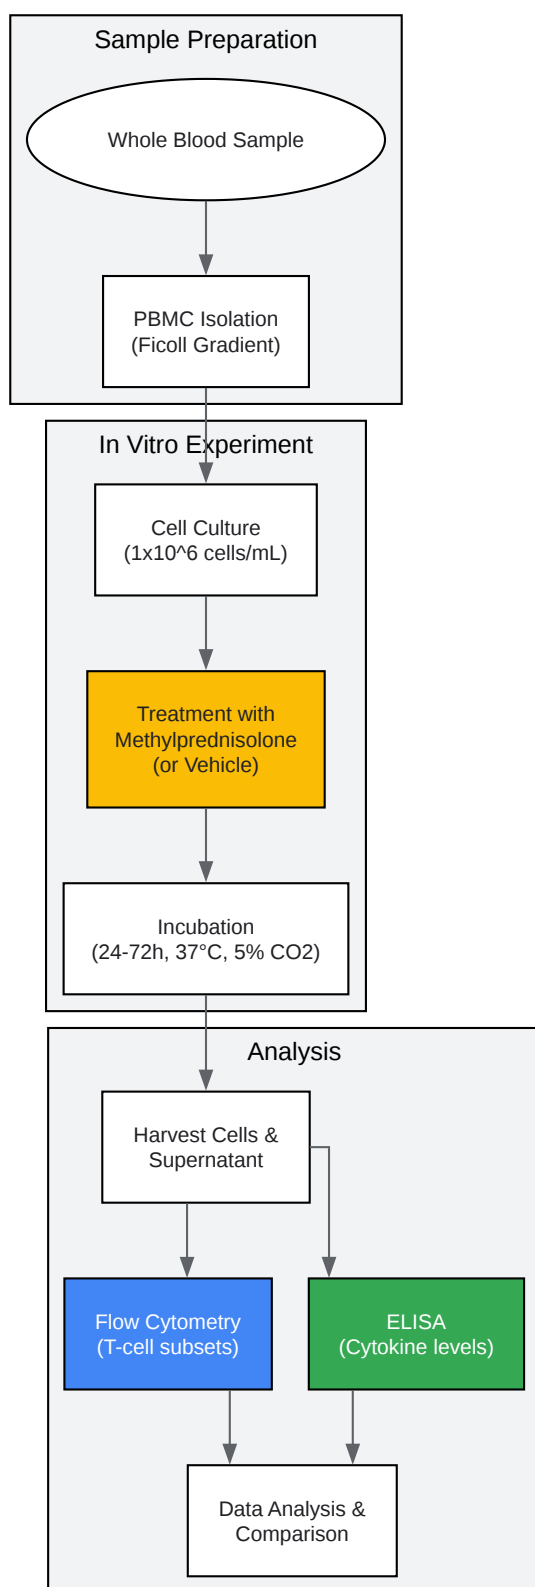 Sample Preparation
Whole Blood Sample
PBMC Isolation
(Ficoll Gradient)
In Vitro Experiment
Cell Culture
(1x10^6 cells/mL)
Treatment with
Methylprednisolone
(or Vehicle)
Incubation
(24-72h, 37°C, 5% CO2)
Analysis
Harvest Cells &
Supernatant
Flow Cytometry
(T-cell subsets)
ELISA
(Cytokine levels)
Data Analysis &
Comparison